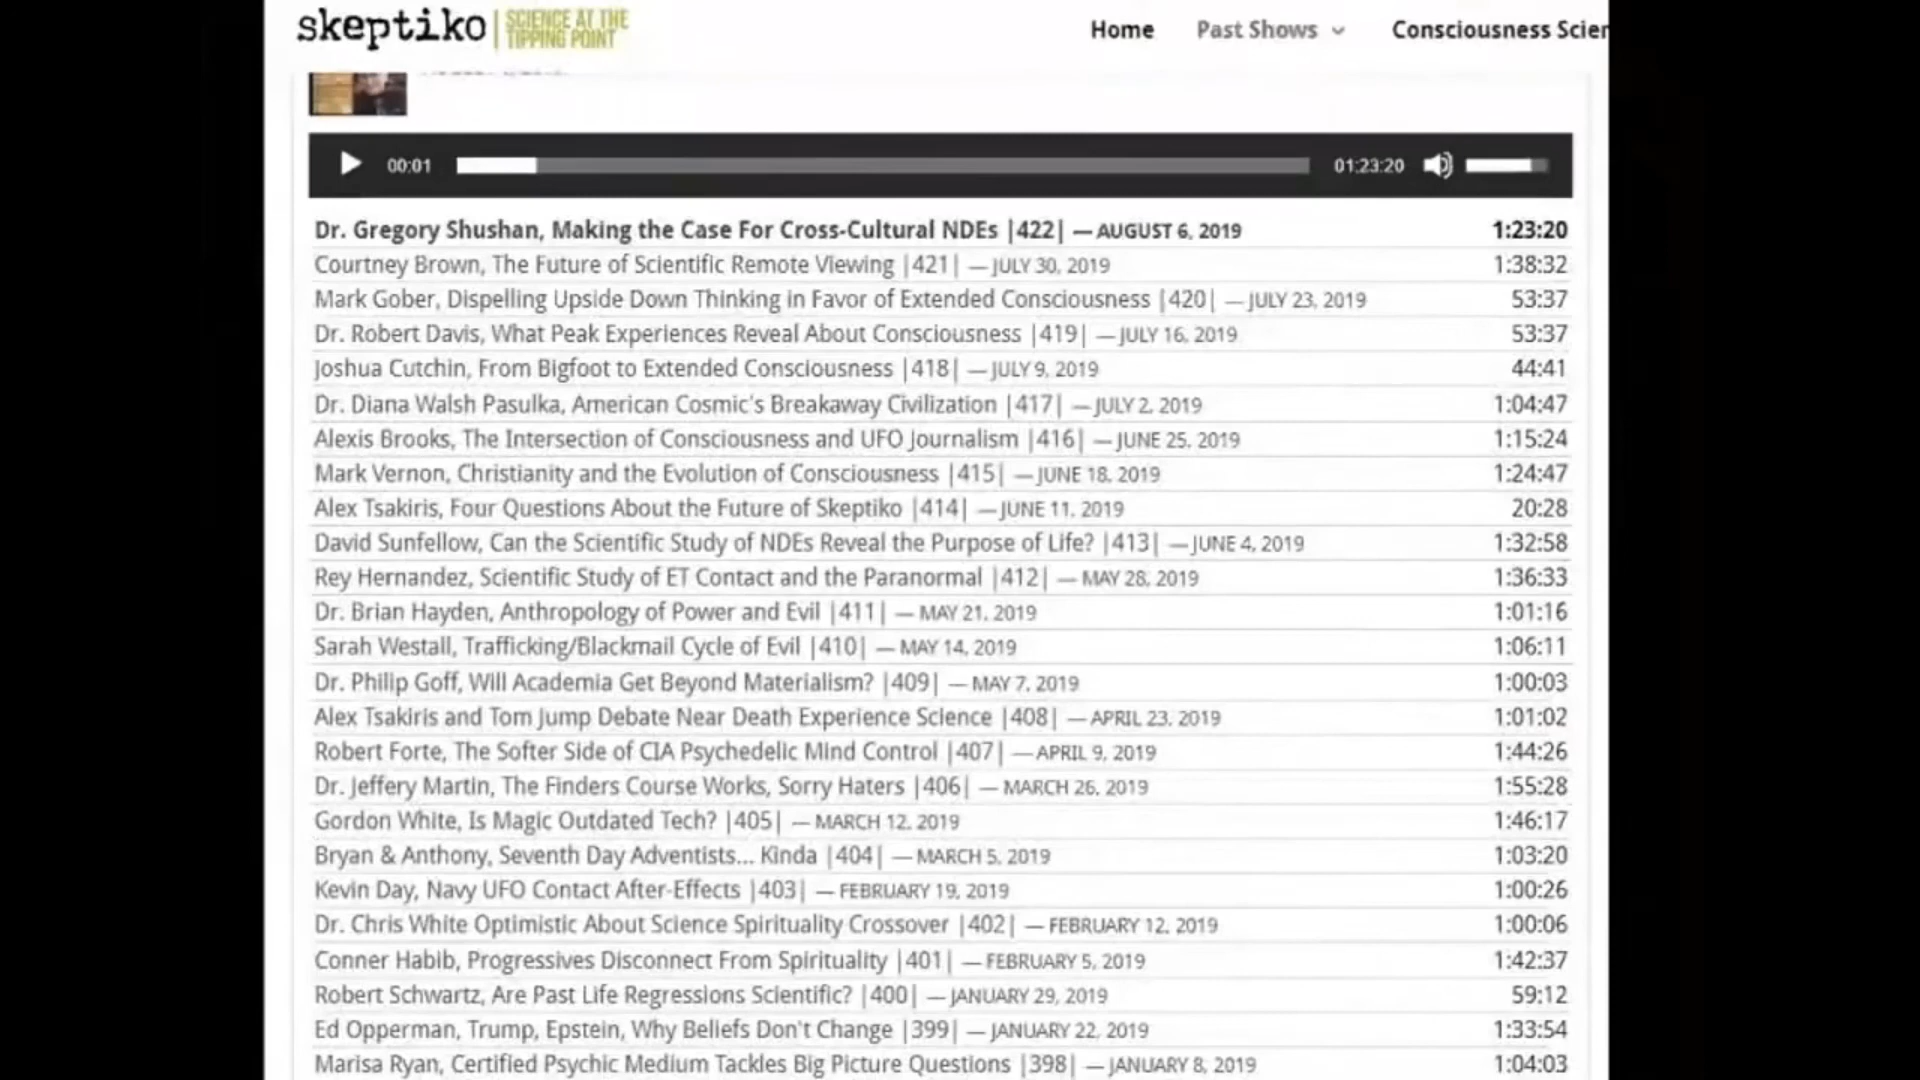 skeptiko SCIENCE AT THE
TIPPING POINT
Home Past Shows Consciousness Scien
00:01 01:23:20
Dr. Gregory Shushan, Making the Case For Cross-Cultural NDEs |422| — AUGUST 6, 2019 1:23:20
Courtney Brown, The Future of Scientific Remote Viewing |421| — JULY 30, 2019 1:38:32
Mark Gober, Dispelling Upside Down Thinking in Favor of Extended Consciousness |420| — JULY 23, 2019 53:37
Dr. Robert Davis, What Peak Experiences Reveal About Consciousness |419| — JULY 16, 2019 53:37
Joshua Cutchin, From Bigfoot to Extended Consciousness |418| — JULY 9, 2019 44:41
Dr. Diana Walsh Pasulka, American Cosmic's Breakaway Civilization |417| — JULY 2, 2019 1:04:47
Alexis Brooks, The Intersection of Consciousness and UFO Journalism |416| — JUNE 25, 2019 1:15:24
Mark Vernon, Christianity and the Evolution of Consciousness |415| — JUNE 18, 2019 1:24:47
Alex Tsakiris, Four Questions About the Future of Skeptiko |414| — JUNE 11, 2019 20:28
David Sunfellow, Can the Scientific Study of NDEs Reveal the Purpose of Life? |413| — JUNE 4, 2019 1:32:58
Rey Hernandez, Scientific Study of ET Contact and the Paranormal |412| — MAY 28, 2019 1:36:33
Dr. Brian Hayden, Anthropology of Power and Evil |411| — MAY 21, 2019 1:01:16
Sarah Westall, Trafficking/Blackmail Cycle of Evil |410| — MAY 14, 2019 1:06:11
Dr. Philip Goff, Will Academia Get Beyond Materialism? |409| — MAY 7, 2019 1:00:03
Alex Tsakiris and Tom Jump Debate Near Death Experience Science |408| — APRIL 23, 2019 1:01:02
Robert Forte, The Softer Side of CIA Psychedelic Mind Control |407| — APRIL 9, 2019 1:44:26
Dr. Jeffery Martin, The Finders Course Works, Sorry Haters |406| — MARCH 26, 2019 1:55:28
Gordon White, Is Magic Outdated Tech? |405| — MARCH 12, 2019 1:46:17
Bryan & Anthony, Seventh Day Adventists... Kinda |404| — MARCH 5, 2019 1:03:20
Kevin Day, Navy UFO Contact After-Effects |403| — FEBRUARY 19, 2019 1:00:26
Dr. Chris White Optimistic About Science Spirituality Crossover |402| — FEBRUARY 12, 2019 1:00:06
Conner Habib, Progressives Disconnect From Spirituality |401| — FEBRUARY 5, 2019 1:42:37
Robert Schwartz, Are Past Life Regressions Scientific? |400| — JANUARY 29, 2019 59:12
Ed Opperman, Trump, Epstein, Why Beliefs Don't Change |399| — JANUARY 22, 2019 1:33:54
Marisa Ryan, Certified Psychic Medium Tackles Big Picture Questions |398| — JANUARY 8, 2019 1:04:03